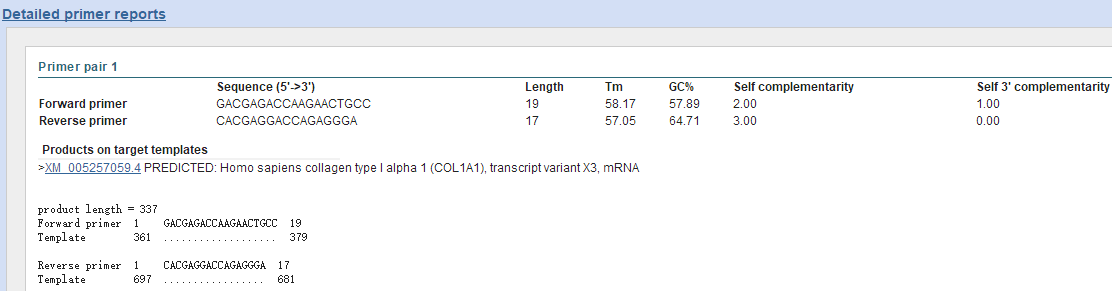 Detailed primer reports
Primer pair 1
Sequence (5'->3') Length Tm GC% Self complementarity Self 3' complementarity
Forward primer GACGAGACCAAGAACTGCC 19 58.17 57.89 2.00 1.00
Reverse primer CACGAGGACCAGAGGGA 17 57.05 64.71 3.00 0.00
Products on target templates
>XM_005257059.4 PREDICTED: Homo sapiens collagen type I alpha 1 (COL1A1), transcript variant X3, mRNA
product length = 337
Forward primer 1 GACGAGACCAAGAACTGCC 19
Template 361 ................... 379
Reverse primer 1 CACGAGGACCAGAGGGA 17
Template 697 ................. 681